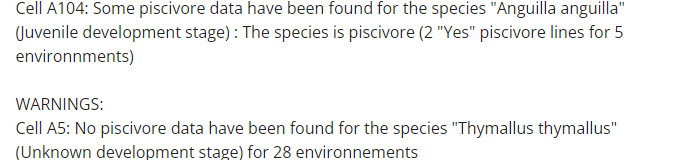 Cell A104: Some piscivore data have been found for the species "Anguilla anguilla"
(Juvenile development stage) : The species is piscivore (2 "Yes" piscivore lines for 5
environnments)
WARNINGS:
Cell A5: No piscivore data have been found for the species "Thymallus thymallus"
(Unknown development stage) for 28 environnements